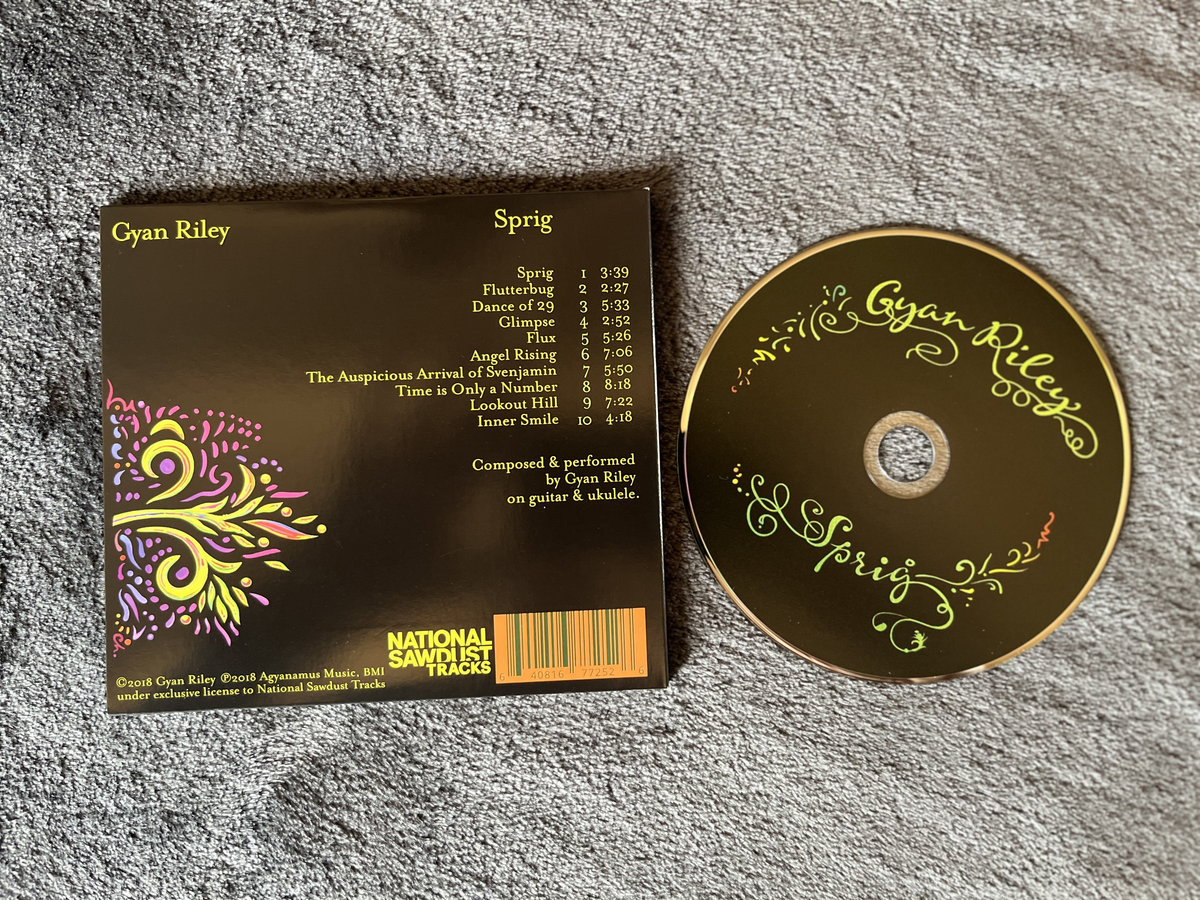 Gyan Riley
Sprig
Sprig 1 3:39
Flutterbug 2 2:27
Dance of 29 3 5:33
Glimpse 4 2:52
Flux 5 5:26
Angel Rising 6 7:06
The Auspicious Arrival of Svenjamin 7 5:50
Time is Only a Number 8 8:18
Lookout Hill 9 7:22
Inner Smile 10 4:18
Composed & performed
by Gyan Riley
on guitar & ukulele.
NATIONAL
SAWDUST
TRACKS
6 40816 77252 6
©2018 Gyan Riley ℗2018 Agyanamus Music, BMI
under exclusive license to National Sawdust Tracks
Gyan Riley
Sprig